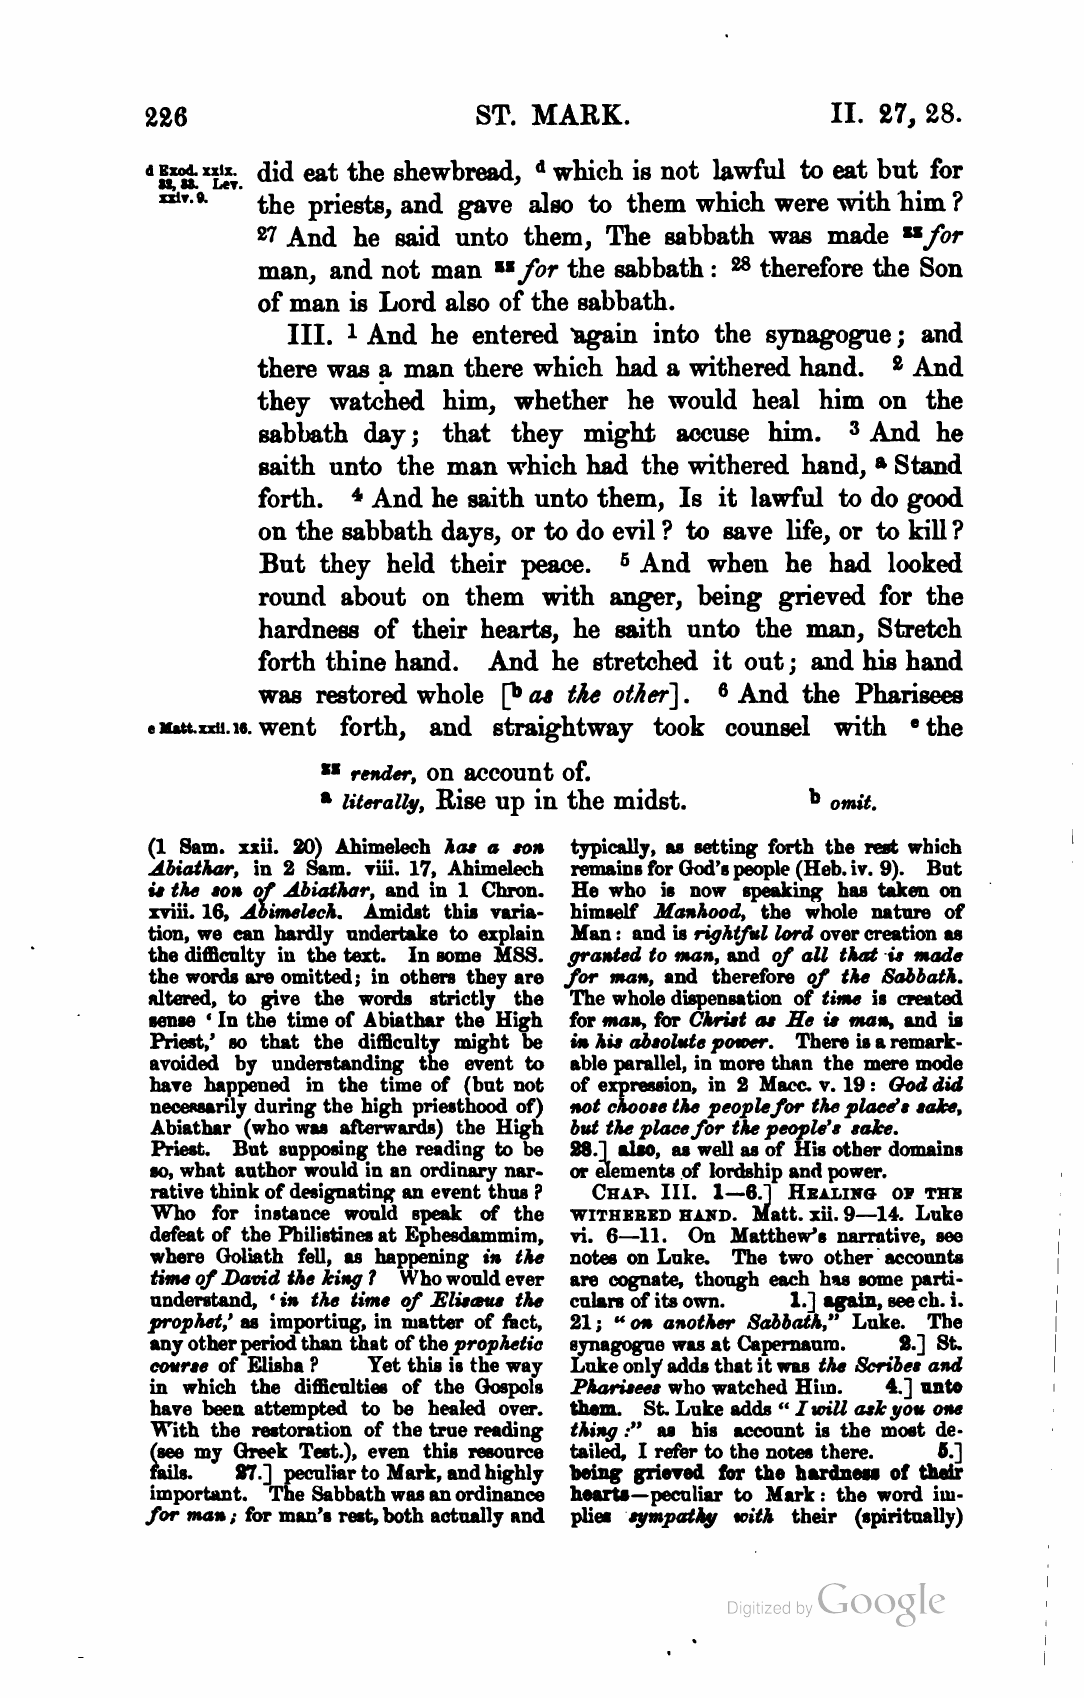 226 ST. MARK. II. 27, 28.
d Exod. xxix. 32, 33. Lev. xxiv. 9.
did eat the shewbread, d which is not lawful to eat but for
the priests, and gave also to them which were with him ?
27 And he said unto them, The sabbath was made zz for
man, and not man zz for the sabbath : 28 therefore the Son
of man is Lord also of the sabbath.
III. 1 And he entered again into the synagogue; and
there was a man there which had a withered hand. 2 And
they watched him, whether he would heal him on the
sabbath day; that they might accuse him. 3 And he
saith unto the man which had the withered hand, a Stand
forth. 4 And he saith unto them, Is it lawful to do good
on the sabbath days, or to do evil ? to save life, or to kill ?
But they held their peace. 5 And when he had looked
round about on them with anger, being grieved for the
hardness of their hearts, he saith unto the man, Stretch
forth thine hand. And he stretched it out; and his hand
was restored whole [b as the other]. 6 And the Pharisees
e Matt. xxii. 16. went forth, and straightway took counsel with e the
zz render, on account of.
a literally, Rise up in the midst. b omit.
(1 Sam. xxii. 20) Ahimelech has a son
Abiathar, in 2 Sam. viii. 17, Ahimelech
is the son of Abiathar, and in 1 Chron.
xviii. 16, Abimelech. Amidst this varia-
tion, we can hardly undertake to explain
the difficulty in the text. In some MSS.
the words are omitted; in others they are
altered, to give the words strictly the
sense ‘ In the time of Abiathar the High
Priest,’ so that the difficulty might be
avoided by understanding the event to
have happened in the time of (but not
necessarily during the high priesthood of)
Abiathar (who was afterwards) the High
Priest. But supposing the reading to be
so, what author would in an ordinary nar-
rative think of designating an event thus ?
Who for instance would speak of the
defeat of the Philistines at Ephesdammim,
where Goliath fell, as happening in the
time of David the king ? Who would ever
understand, ‘in the time of Elisæus the
prophet,’ as importing, in matter of fact,
any other period than that of the prophetic
course of Elisha ? Yet this is the way
in which the difficulties of the Gospels
have been attempted to be healed over.
With the restoration of the true reading
(see my Greek Test.), even this resource
fails. 27.] peculiar to Mark, and highly
important. The Sabbath was an ordinance
for man; for man’s rest, both actually and
typically, as setting forth the rest which
remains for God’s people (Heb. iv. 9). But
He who is now speaking has taken on
himself Manhood, the whole nature of
Man : and is rightful lord over creation as
granted to man, and of all that is made
for man, and therefore of the Sabbath.
The whole dispensation of time is created
for man, for Christ as He is man, and is
in his absolute power. There is a remark-
able parallel, in more than the mere mode
of expression, in 2 Macc. v. 19 : God did
not choose the people for the place’s sake,
but the place for the people’s sake.
28.] also, as well as of His other domains
or elements of lordship and power.
CHAP. III. 1—6.] HEALING OF THE
WITHERED HAND. Matt. xii. 9—14. Luke
vi. 6—11. On Matthew’s narrative, see
notes on Luke. The two other accounts
are cognate, though each has some parti-
culars of its own. 1.] again, see ch. i.
21; “on another Sabbath,” Luke. The
synagogue was at Capernaum. 2.] St.
Luke only adds that it was the Scribes and
Pharisees who watched Him. 4.] unto
them. St. Luke adds “ I will ask you one
thing :” as his account is the most de-
tailed, I refer to the notes there. 5.]
being grieved for the hardness of their
hearts—peculiar to Mark : the word im-
plies sympathy with their (spiritually)
Digitized by Google